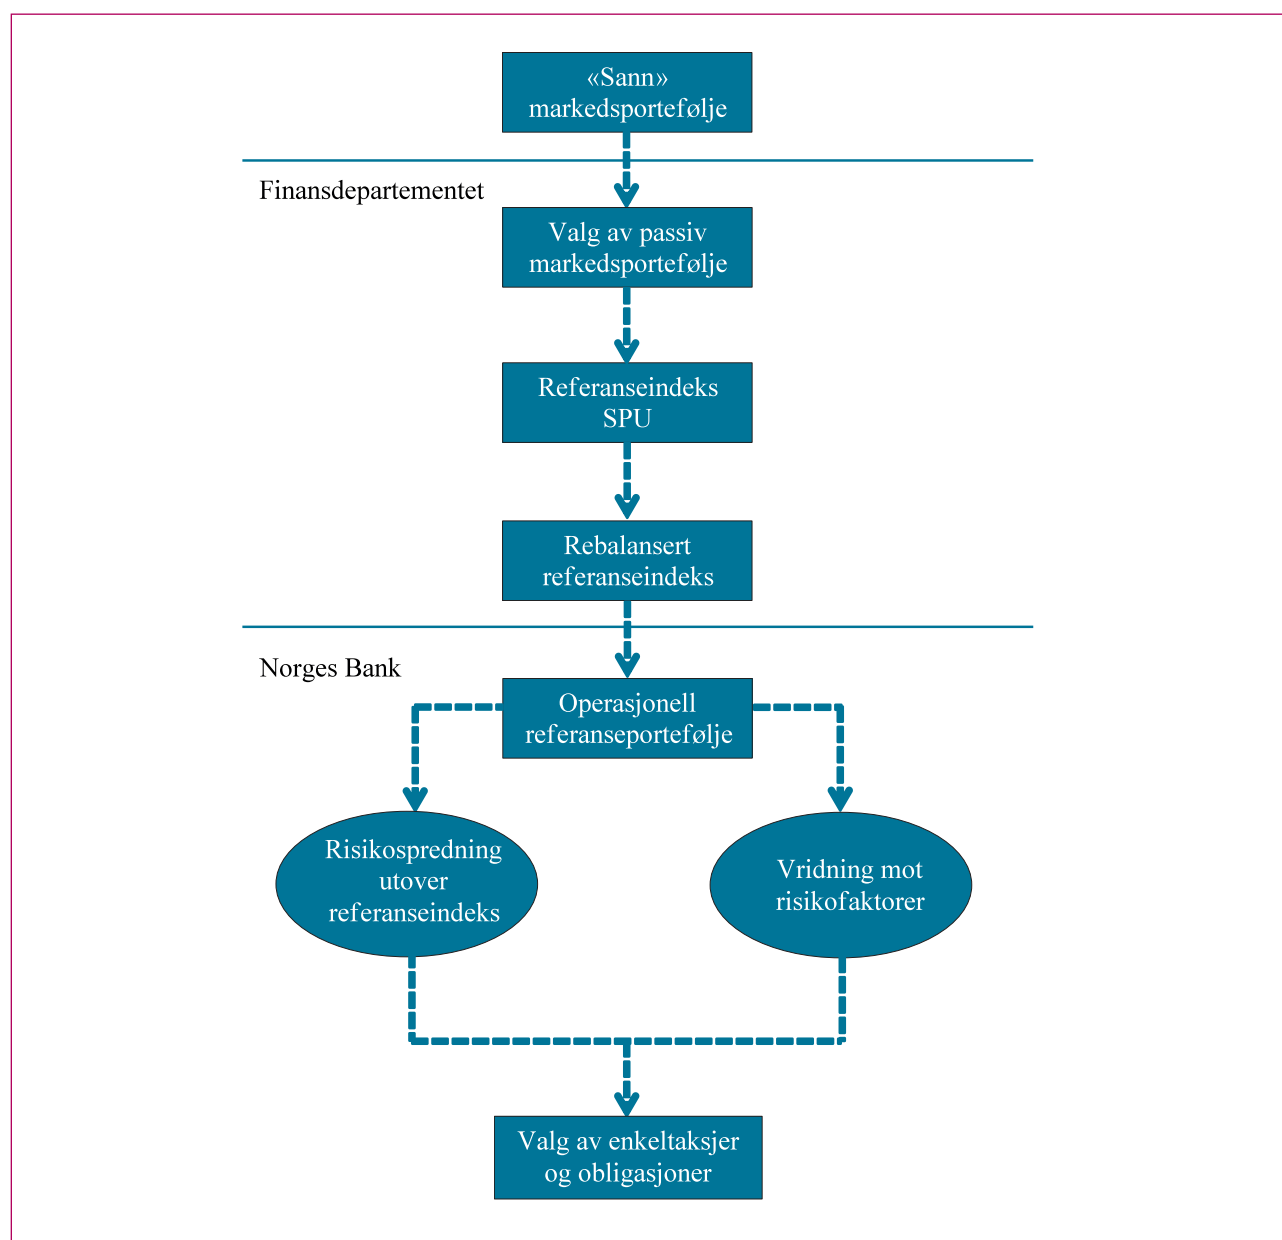 «Sann»
markedsportefølje
Finansdepartementet
Valg av passiv
markedsportefølje
Referanseindeks
SPU
Rebalansert
referanseindeks
Norges Bank
Operasjonell
referanseportefølje
Risikospredning
utover
referanseindeks
Vridning mot
risikofaktorer
Valg av enkeltaksjer
og obligasjoner